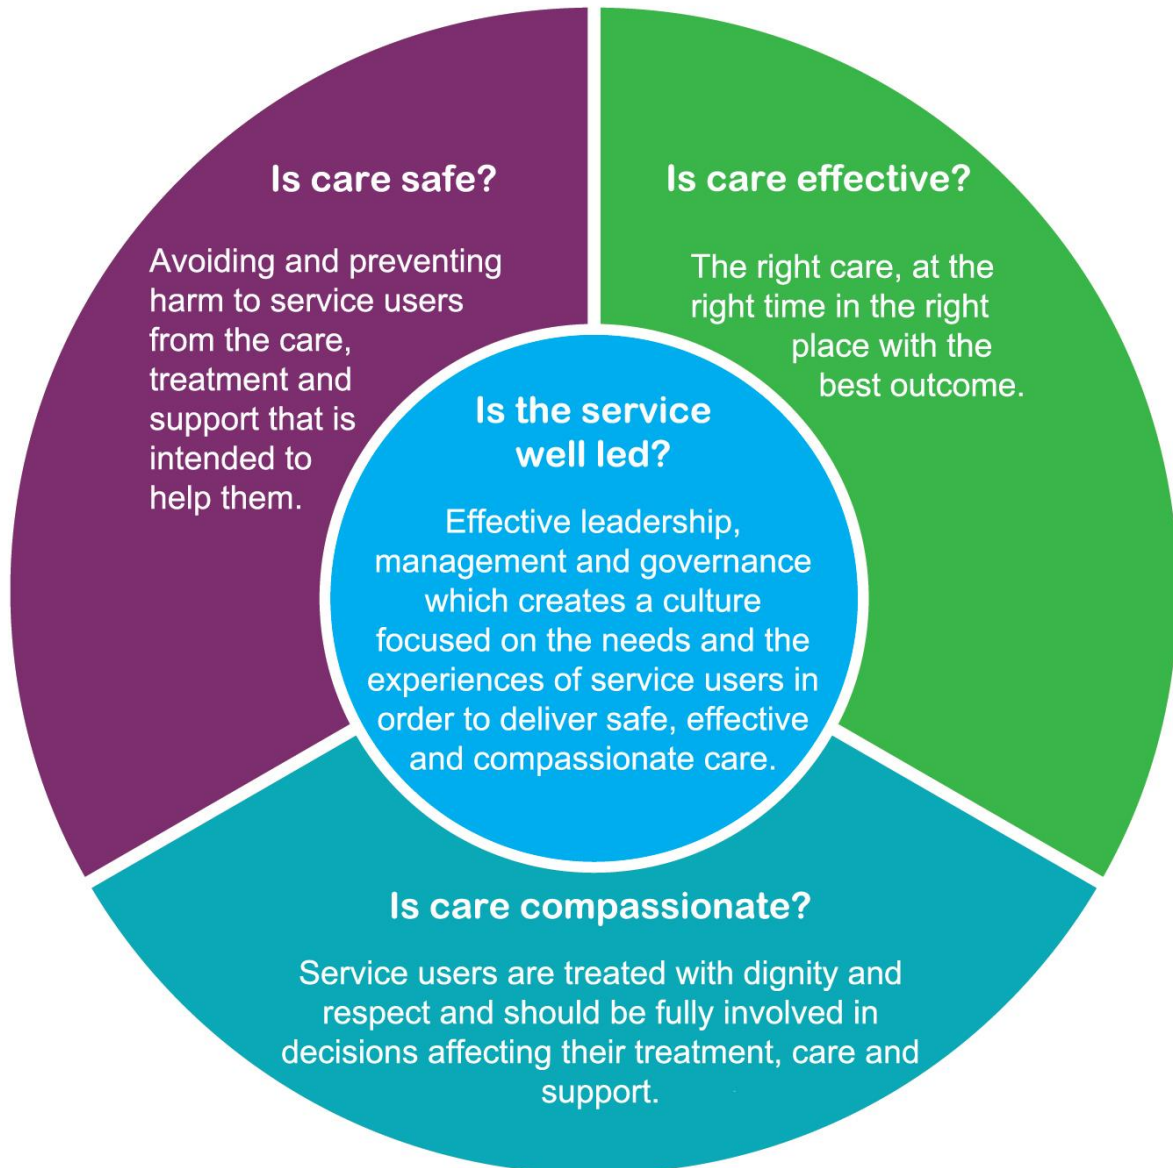 Is care safe?
Avoiding and preventing
harm to service users
from the care,
treatment and
support that is
intended to
help them.
Is care effective?
The right care, at the
right time in the right
place with the
best outcome.
Is the service
well led?
Effective leadership,
management and governance
which creates a culture
focused on the needs and the
experiences of service users in
order to deliver safe, effective
and compassionate care.
Is care compassionate?
Service users are treated with dignity and
respect and should be fully involved in
decisions affecting their treatment, care and
support.